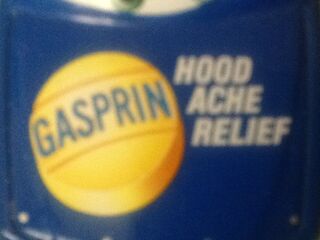 GASPRIN
HOOD
ACHE
RELIEF